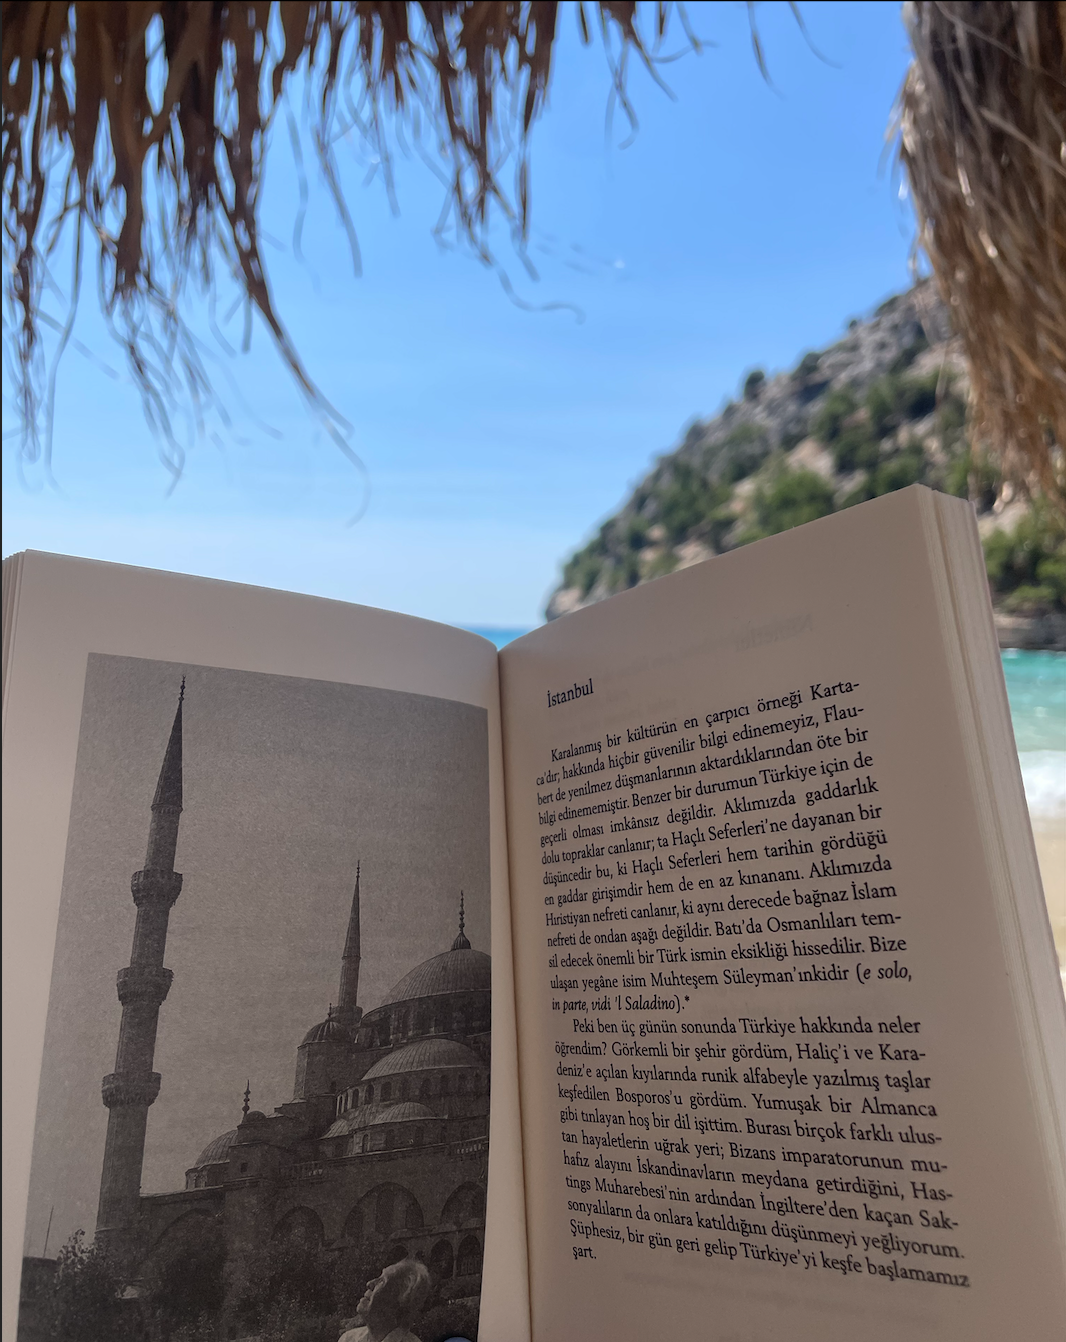 İstanbul
Karalanmış bir kültürün en çarpıcı örneği Karta-
ca'dır; hakkında hiçbir güvenilir bilgi edinemeyiz, Flau-
bert de yenilmez düşmanlarının aktardıklarından öte bir
bilgi edinememiştir. Benzer bir durumun Türkiye için de
geçerli olması imkânsız değildir. Aklımızda gaddarlık
dolu topraklar canlanır; ta Haçlı Seferleri'ne dayanan bir
düşüncedir bu, ki Haçlı Seferleri hem tarihin gördüğü
en gaddar girişimdir hem de en az kınananı. Aklımızda
Hıristiyan nefreti canlanır, ki aynı derecede bağnaz İslam
nefreti de ondan aşağı değildir. Batı'da Osmanlıları tem-
sil edecek önemli bir Türk ismin eksikliği hissedilir. Bize
ulaşan yegâne isim Muhteşem Süleyman'ınkidir (e solo,
in parte, vidi 'l Saladino).*
Peki ben üç günün sonunda Türkiye hakkında neler
öğrendim? Görkemli bir şehir gördüm, Haliç'i ve Kara-
deniz'e açılan kıyılarında runik alfabeyle yazılmış taşlar
keşfedilen Bosporos'u gördüm. Yumuşak bir Almanca
gibi tınlayan hoş bir dil işittim. Burası birçok farklı ulus-
tan hayaletlerin uğrak yeri; Bizans imparatorunun mu-
hafız alayını İskandinavların meydana getirdiğini, Has-
tings Muharebesi'nin ardından İngiltere'den kaçan Sak-
sonyalıların da onlara katıldığını düşünmeyi yeğliyorum.
Şüphesiz, bir gün geri gelip Türkiye'yi keşfe başlamamız
şart.